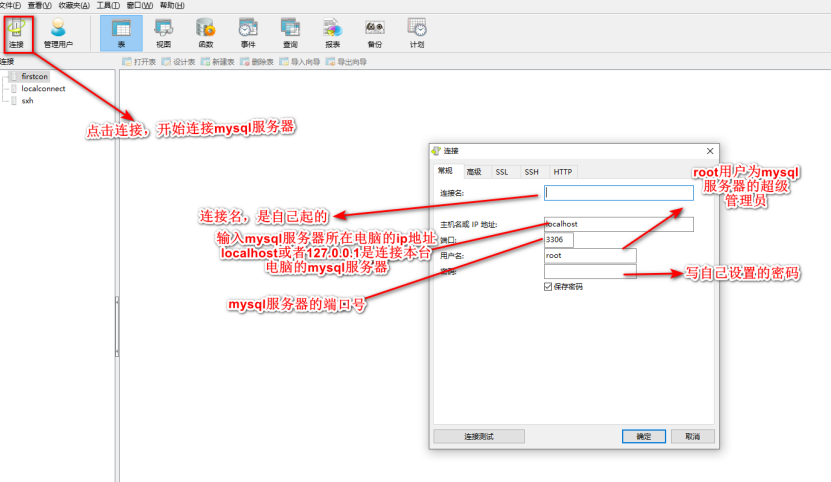 文件(F) 查看(V) 收藏夹(A) 工具(T) 窗口(W) 帮助(H)
连接 管理用户 表 视图 函数 事件 查询 报表 备份 计划
连接
打开表 设计表 新建表 删除表 导入向导 导出向导
firstcon
localconnect
sxh
点击连接，开始连接mysql服务器
连接
常规 高级 SSL SSH HTTP
连接名:
主机名或 IP 地址: localhost
端口: 3306
用户名: root
密码:
保存密码
连接测试 确定 取消
root用户为mysql
服务器的超级
管理员
连接名，是自己起的
输入mysql服务器所在电脑的ip地址
localhost或者127.0.0.1是连接本台
电脑的mysql服务器
写自己设置的密码
mysql服务器的端口号